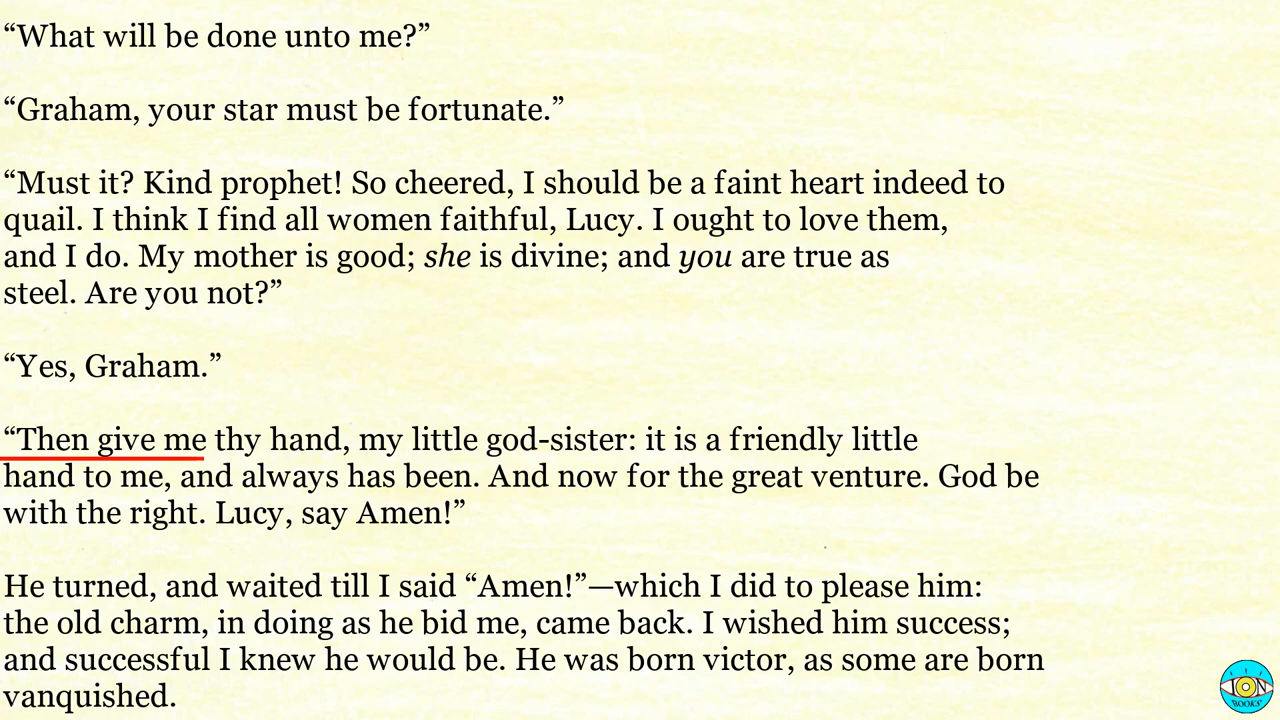 “What will be done unto me?”
“Graham, your star must be fortunate.”
“Must it? Kind prophet! So cheered, I should be a faint heart indeed to
quail. I think I find all women faithful, Lucy. I ought to love them,
and I do. My mother is good; she is divine; and you are true as
steel. Are you not?”
“Yes, Graham.”
“Then give me thy hand, my little god-sister: it is a friendly little
hand to me, and always has been. And now for the great venture. God be
with the right. Lucy, say Amen!”
He turned, and waited till I said “Amen!”—which I did to please him:
the old charm, in doing as he bid me, came back. I wished him success;
and successful I knew he would be. He was born victor, as some are born
vanquished.
ION
BOOKS